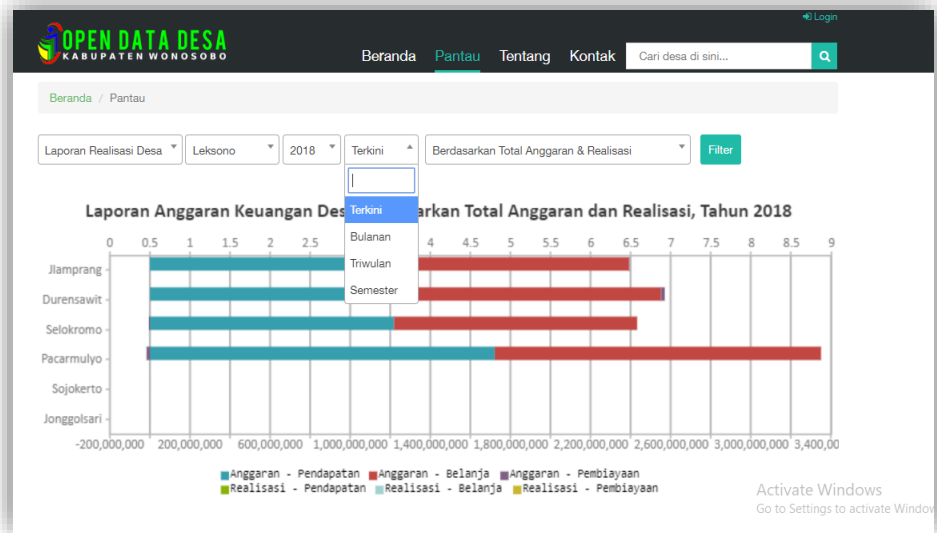 Login
OPEN DATA DESA
KABUPATEN WONOSOBO
Beranda Pantau Tentang Kontak Cari desa di sini...
Beranda / Pantau
Laporan Realisasi Desa Leksono 2018 Terkini Berdasarkan Total Anggaran & Realisasi Filter
Terkini
Bulanan
Triwulan
Semester
Laporan Anggaran Keuangan Des arkan Total Anggaran dan Realisasi, Tahun 2018
0 0.5 1 1.5 2 2.5 4 4.5 5 5.5 6 6.5 7 7.5 8 8.5 9
Jlamprang
Durensawit
Selokromo
Pacarmulyo
Sojokerto
Jonggolsari
-200,000,000 200,000,000 600,000,000 1,000,000,000 1,400,000,000 1,800,000,000 2,200,000,000 2,600,000,000 3,000,000,000 3,400,00
Anggaran - Pendapatan Anggaran - Belanja Anggaran - Pembiayaan
Realisasi - Pendapatan Realisasi - Belanja Realisasi - Pembiayaan
Activate Windows
Go to Settings to activate Window